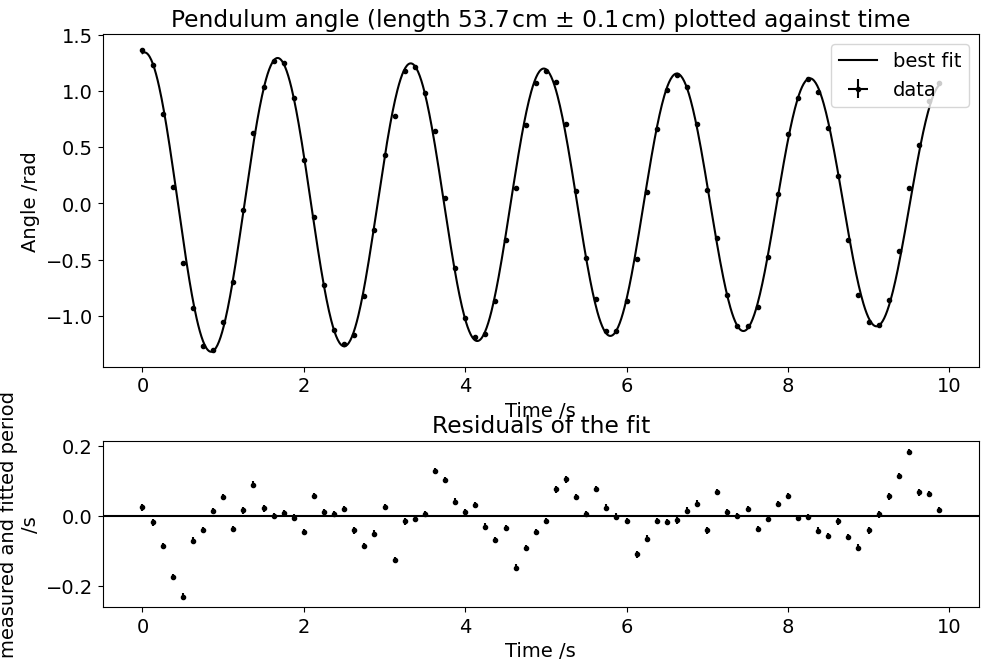 Pendulum angle (length 53.7 cm ± 0.1 cm) plotted against time
1.5
1.0
0.5
0.0
−0.5
−1.0
Angle /rad
best fit
data
0 2 4 6 8 10
Time /s
Residuals of the fit
0.2
0.0
−0.2
measured and fitted period
/s
0 2 4 6 8 10
Time /s